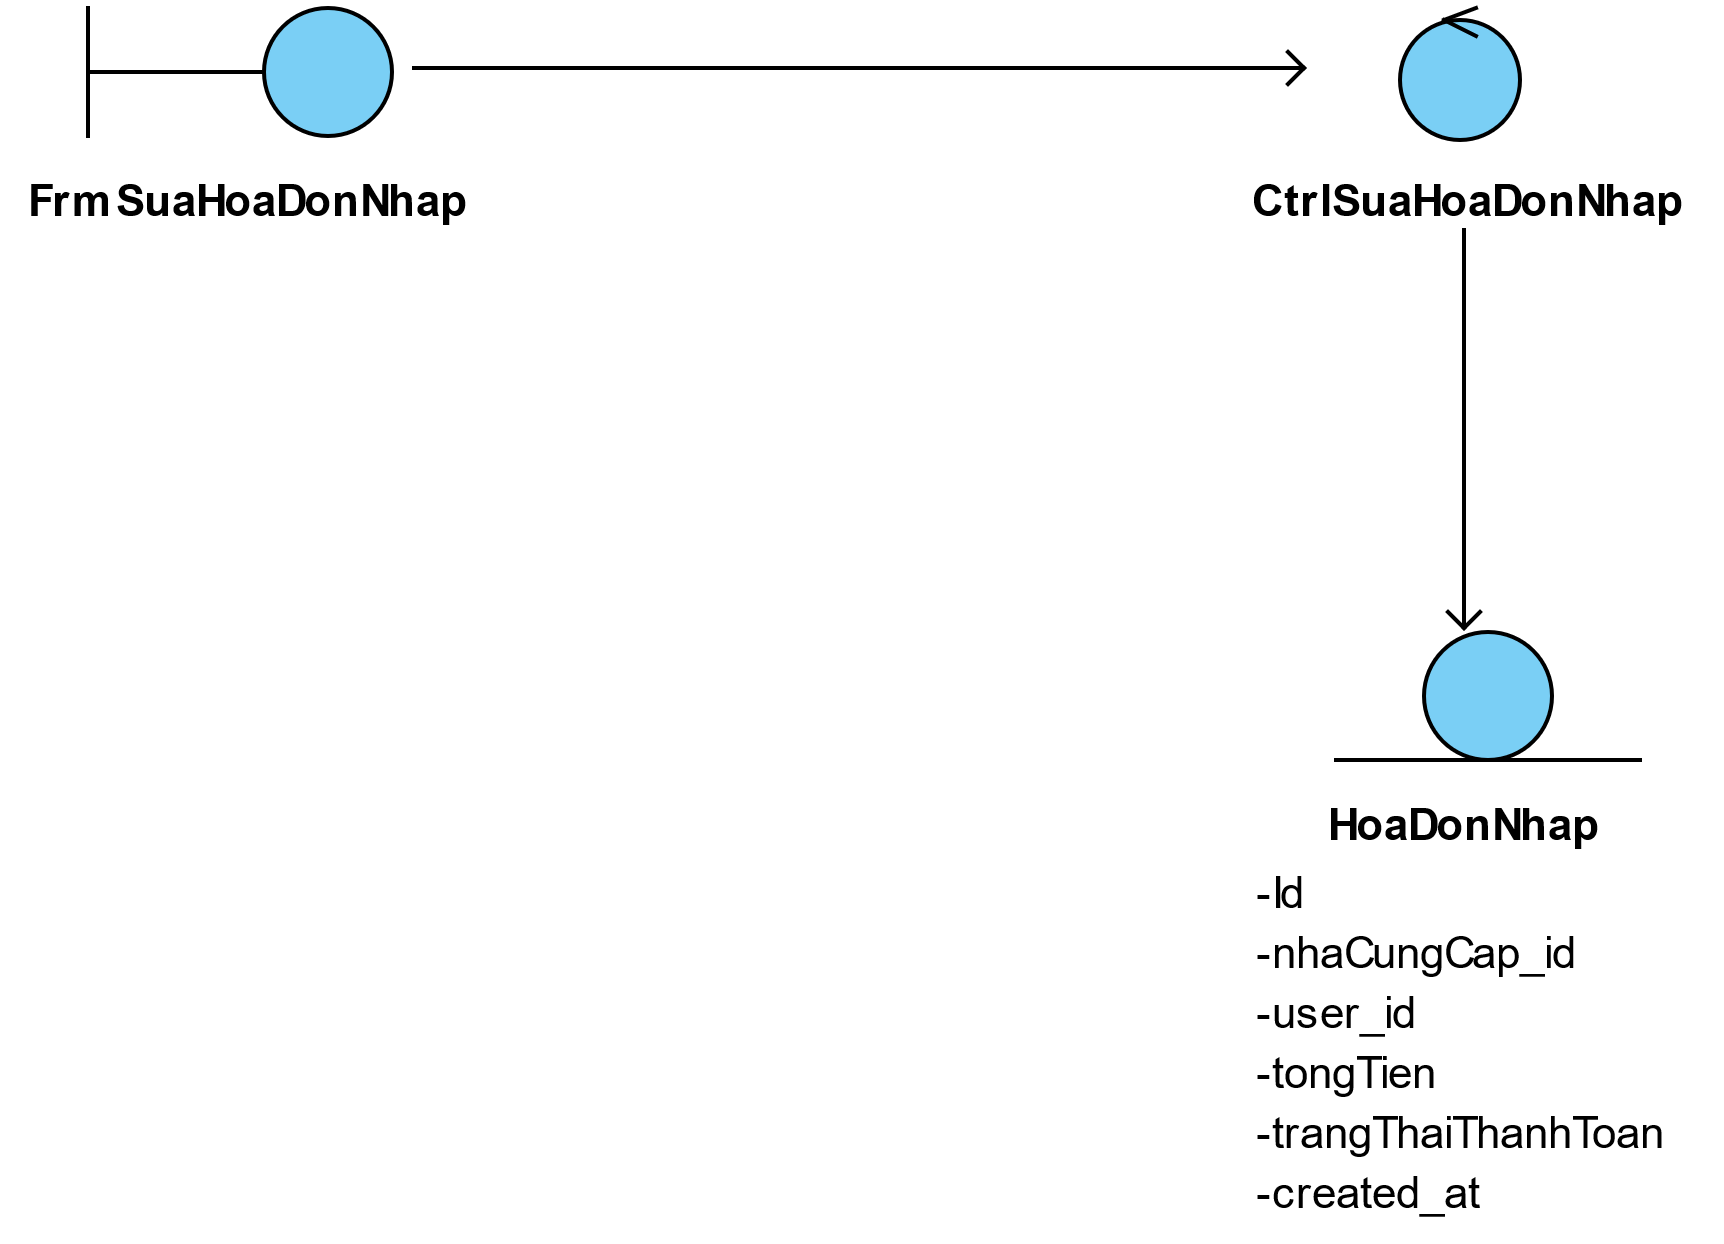 FrmSuaHoaDonNhap
CtrlSuaHoaDonNhap
HoaDonNhap
-Id
-nhaCungCap_id
-user_id
-tongTien
-trangThaiThanhToan
-created_at